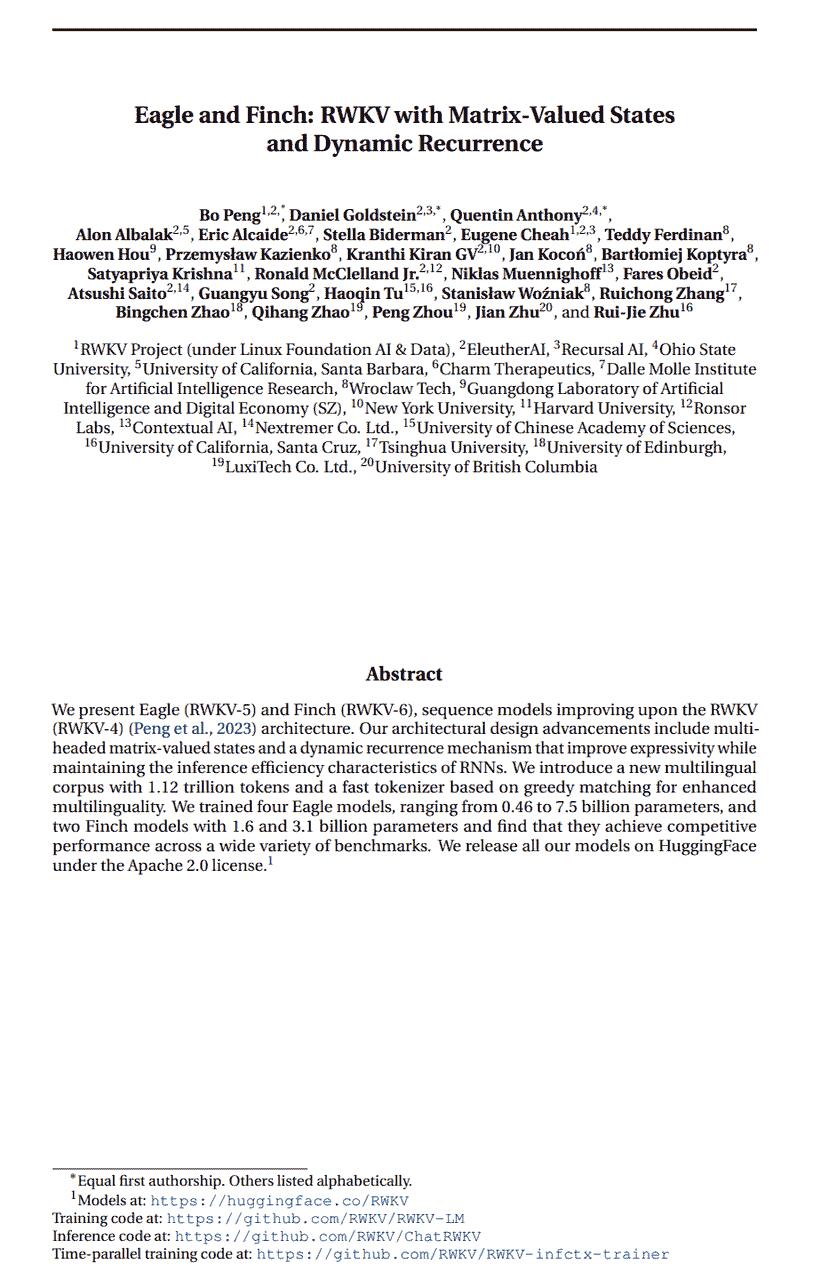 Eagle and Finch: RWKV with Matrix-Valued States
and Dynamic Recurrence
Bo Peng1,2,*, Daniel Goldstein2,3,*, Quentin Anthony2,4,*,
Alon Albalak2,5, Eric Alcaide2,6,7, Stella Biderman2, Eugene Cheah1,2,3, Teddy Ferdinan8,
Haowen Hou9, Przemysław Kazienko8, Kranthi Kiran GV2,10, Jan Kocoń8, Bartłomiej Koptyra8,
Satyapriya Krishna11, Ronald McClelland Jr.2,12, Niklas Muennighoff13, Fares Obeid2,
Atsushi Saito2,14, Guangyu Song2, Haoqin Tu15,16, Stanisław Woźniak8, Ruichong Zhang17,
Bingchen Zhao18, Qihang Zhao19, Peng Zhou19, Jian Zhu20, and Rui-Jie Zhu16
1RWKV Project (under Linux Foundation AI & Data), 2EleutherAI, 3Recursal AI, 4Ohio State
University, 5University of California, Santa Barbara, 6Charm Therapeutics, 7Dalle Molle Institute
for Artificial Intelligence Research, 8Wroclaw Tech, 9Guangdong Laboratory of Artificial
Intelligence and Digital Economy (SZ), 10New York University, 11Harvard University, 12Ronsor
Labs, 13Contextual AI, 14Nextremer Co. Ltd., 15University of Chinese Academy of Sciences,
16University of California, Santa Cruz, 17Tsinghua University, 18University of Edinburgh,
19LuxiTech Co. Ltd., 20University of British Columbia
Abstract
We present Eagle (RWKV-5) and Finch (RWKV-6), sequence models improving upon the RWKV
(RWKV-4) (Peng et al., 2023) architecture. Our architectural design advancements include multi-
headed matrix-valued states and a dynamic recurrence mechanism that improve expressivity while
maintaining the inference efficiency characteristics of RNNs. We introduce a new multilingual
corpus with 1.12 trillion tokens and a fast tokenizer based on greedy matching for enhanced
multilinguality. We trained four Eagle models, ranging from 0.46 to 7.5 billion parameters, and
two Finch models with 1.6 and 3.1 billion parameters and find that they achieve competitive
performance across a wide variety of benchmarks. We release all our models on HuggingFace
under the Apache 2.0 license.1
*Equal first authorship. Others listed alphabetically.
1Models at: https://huggingface.co/RWKV
Training code at: https://github.com/RWKV/RWKV-LM
Inference code at: https://github.com/RWKV/ChatRWKV
Time-parallel training code at: https://github.com/RWKV/RWKV-infctx-trainer